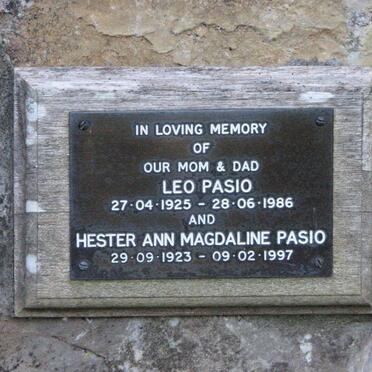 IN LOVING MEMORY
OF
OUR MOM & DAD
LEO PASIO
27·04·1925 - 28·06·1986
AND
HESTER ANN MAGDALINE PASIO
29·09·1923 - 09·02·1997